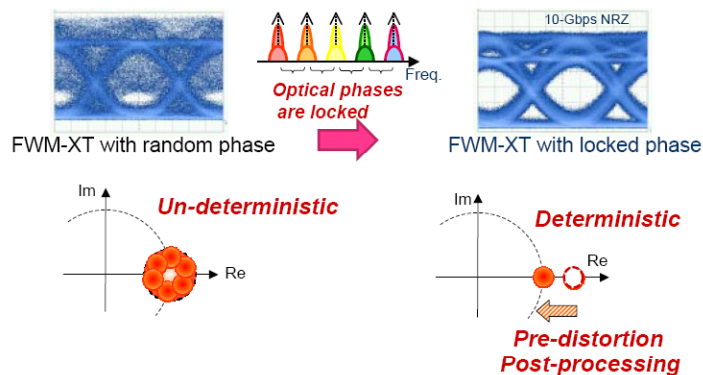 10-Gbps NRZ
Freq.
Optical phases
are locked
FWM-XT with random phase
FWM-XT with locked phase
Im
Un-deterministic
Re
Im
Deterministic
Re
Pre-distortion
Post-processing